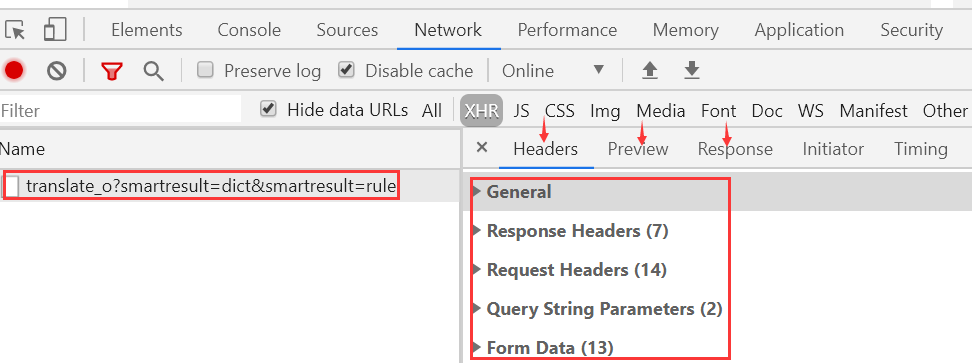 Elements Console Sources Network Performance Memory Application Security
Preserve log Disable cache Online
Filter Hide data URLs All XHR JS CSS Img Media Font Doc WS Manifest Other
Name × Headers Preview Response Initiator Timing
translate_o?smartresult=dict&smartresult=rule
General
Response Headers (7)
Request Headers (14)
Query String Parameters (2)
Form Data (13)